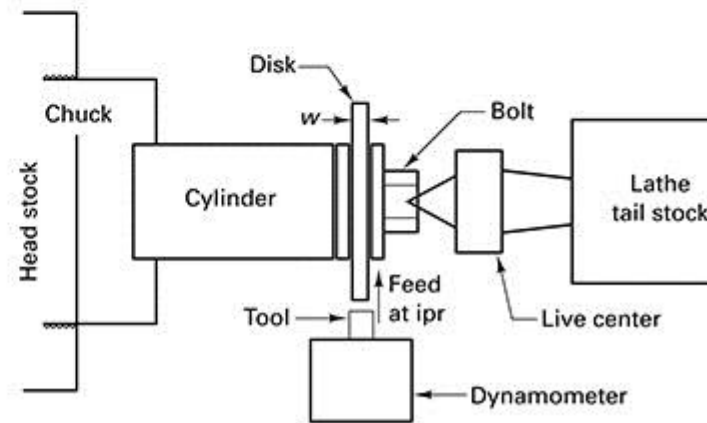 Disk
w
Bolt
Chuck
Head stock
Cylinder
Lathe
tail stock
Feed
at ipr
Tool
Live center
Dynamometer